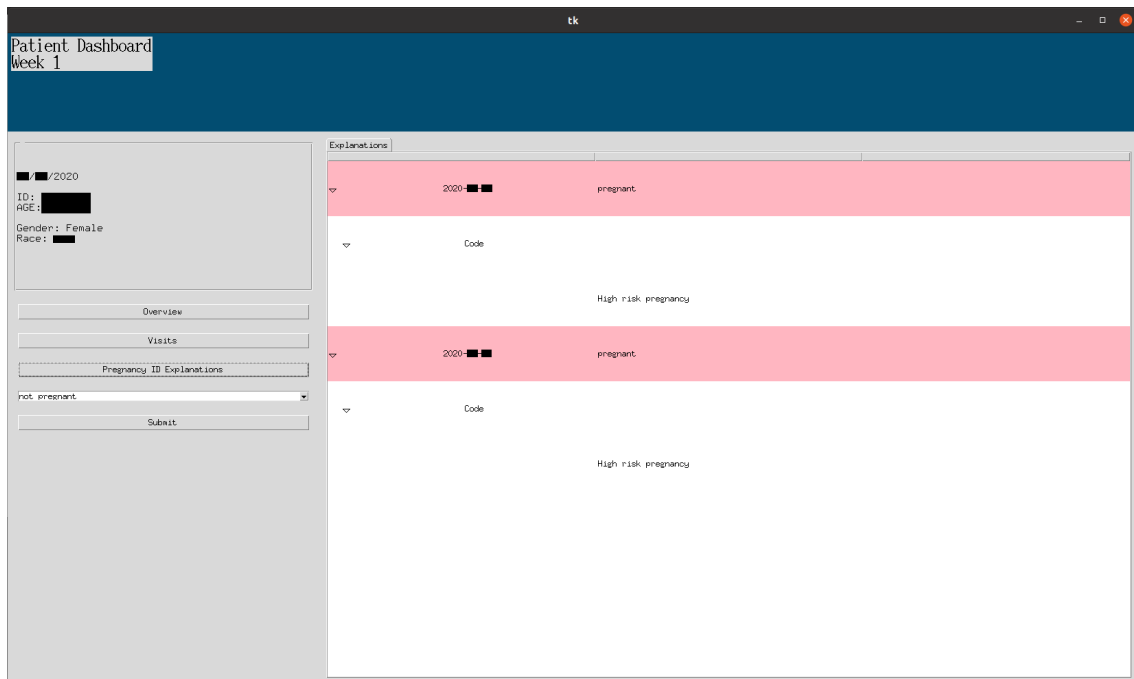 tk
Patient Dashboard
Week 1
/ /2020
ID:
AGE:
Gender: Female
Race:
Overview
Visits
Pregnancy ID Explanations
not pregnant
Submit
Explanations
2020- -
pregnant
Code
High risk pregnancy
2020- -
pregnant
Code
High risk pregnancy